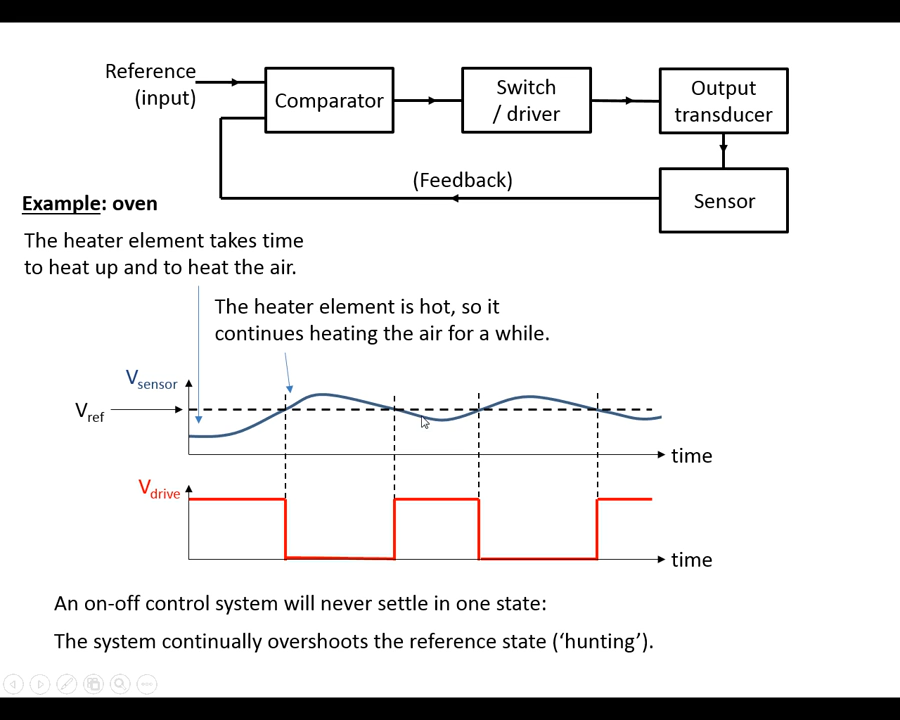 Reference
(input)
Comparator
Switch
/ driver
Output
transducer
(Feedback)
Sensor
Example: oven
The heater element takes time
to heat up and to heat the air.
The heater element is hot, so it
continues heating the air for a while.
Vsensor
Vref
time
Vdrive
time
An on-off control system will never settle in one state:
The system continually overshoots the reference state (‘hunting’).